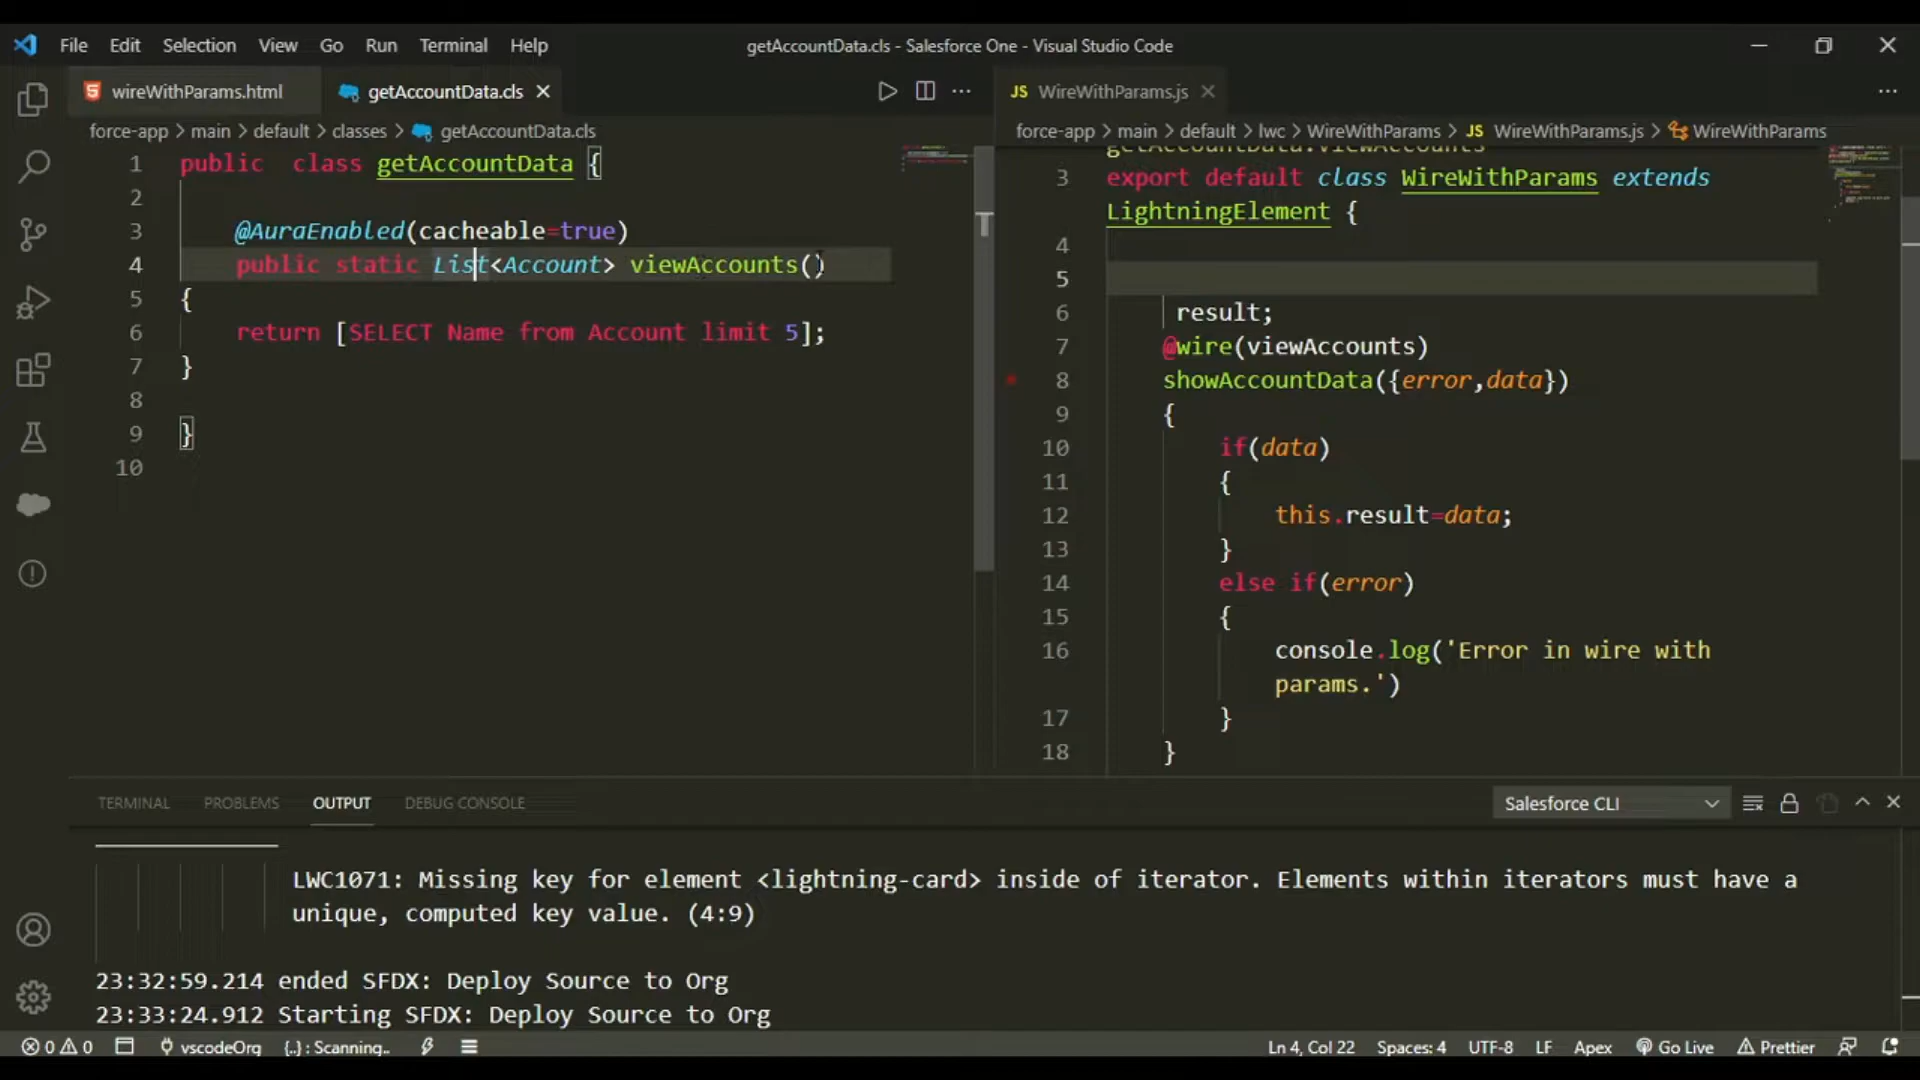 File Edit Selection View Go Run Terminal Help
getAccountData.cls - Salesforce One - Visual Studio Code
wireWithParams.html
getAccountData.cls
force-app > main > default > classes > getAccountData.cls
1 public class getAccountData {
2
3 @AuraEnabled(cacheable=true)
4 public static List<Account> viewAccounts()
5 {
6 return [SELECT Name from Account limit 5];
7 }
8
9 }
10
JS WireWithParams.js
force-app > main > default > lwc > WireWithParams > JS WireWithParams.js > WireWithParams
getAccountData.viewAccounts
3 export default class WireWithParams extends
LightningElement {
4
5
6 result;
7 @wire(viewAccounts)
8 showAccountData({error,data})
9 {
10 if(data)
11 {
12 this.result=data;
13 }
14 else if(error)
15 {
16 console.log('Error in wire with
params.')
17 }
18 }
TERMINAL PROBLEMS OUTPUT DEBUG CONSOLE
Salesforce CLI
LWC1071: Missing key for element <lightning-card> inside of iterator. Elements within iterators must have a
unique, computed key value. (4:9)
23:32:59.214 ended SFDX: Deploy Source to Org
23:33:24.912 Starting SFDX: Deploy Source to Org
0 0 vscodeOrg {..} : Scanning.. Ln 4, Col 22 Spaces: 4 UTF-8 LF Apex Go Live Prettier